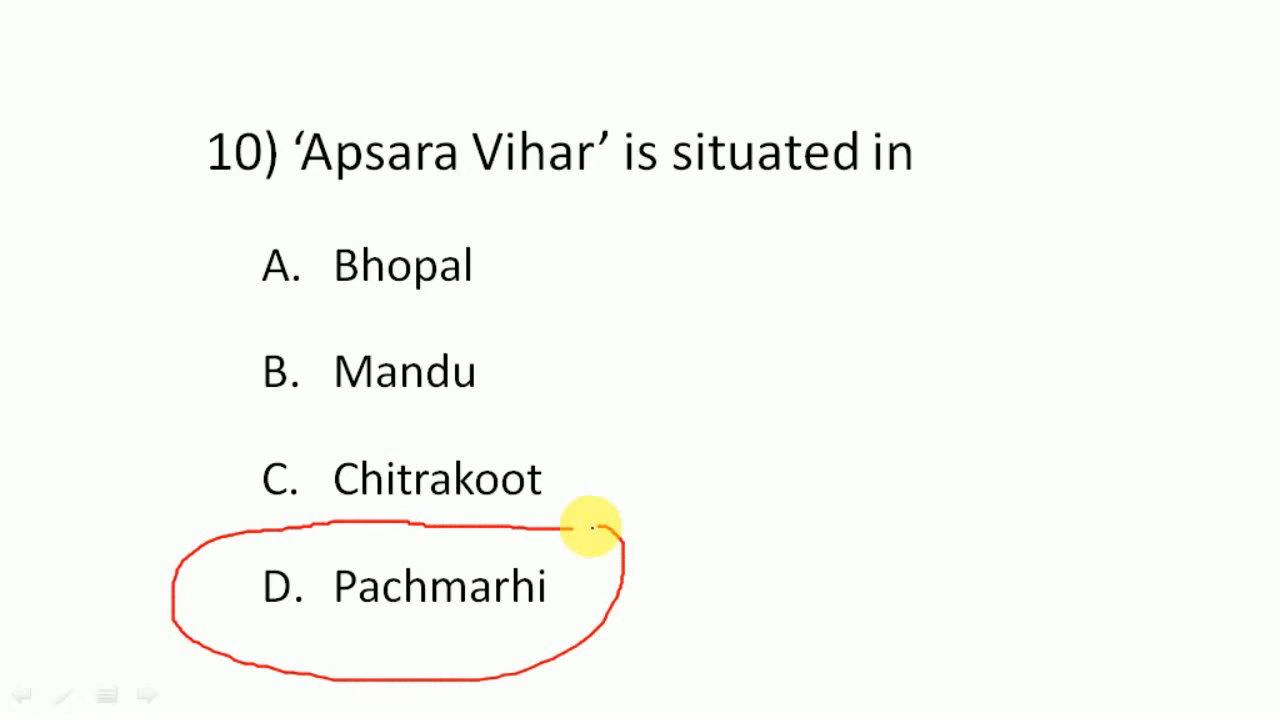 10) ‘Apsara Vihar’ is situated in
A. Bhopal
B. Mandu
C. Chitrakoot
D. Pachmarhi